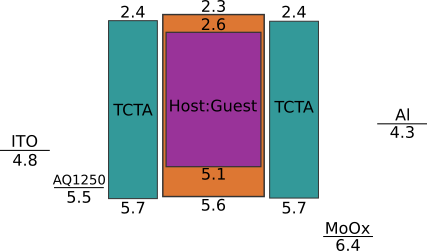 2.4
2.3
2.4
2.6
TCTA
Host:Guest
TCTA
Al
4.3
ITO
4.8
AQ1250
5.5
5.1
5.7
5.6
5.7
MoOx
6.4